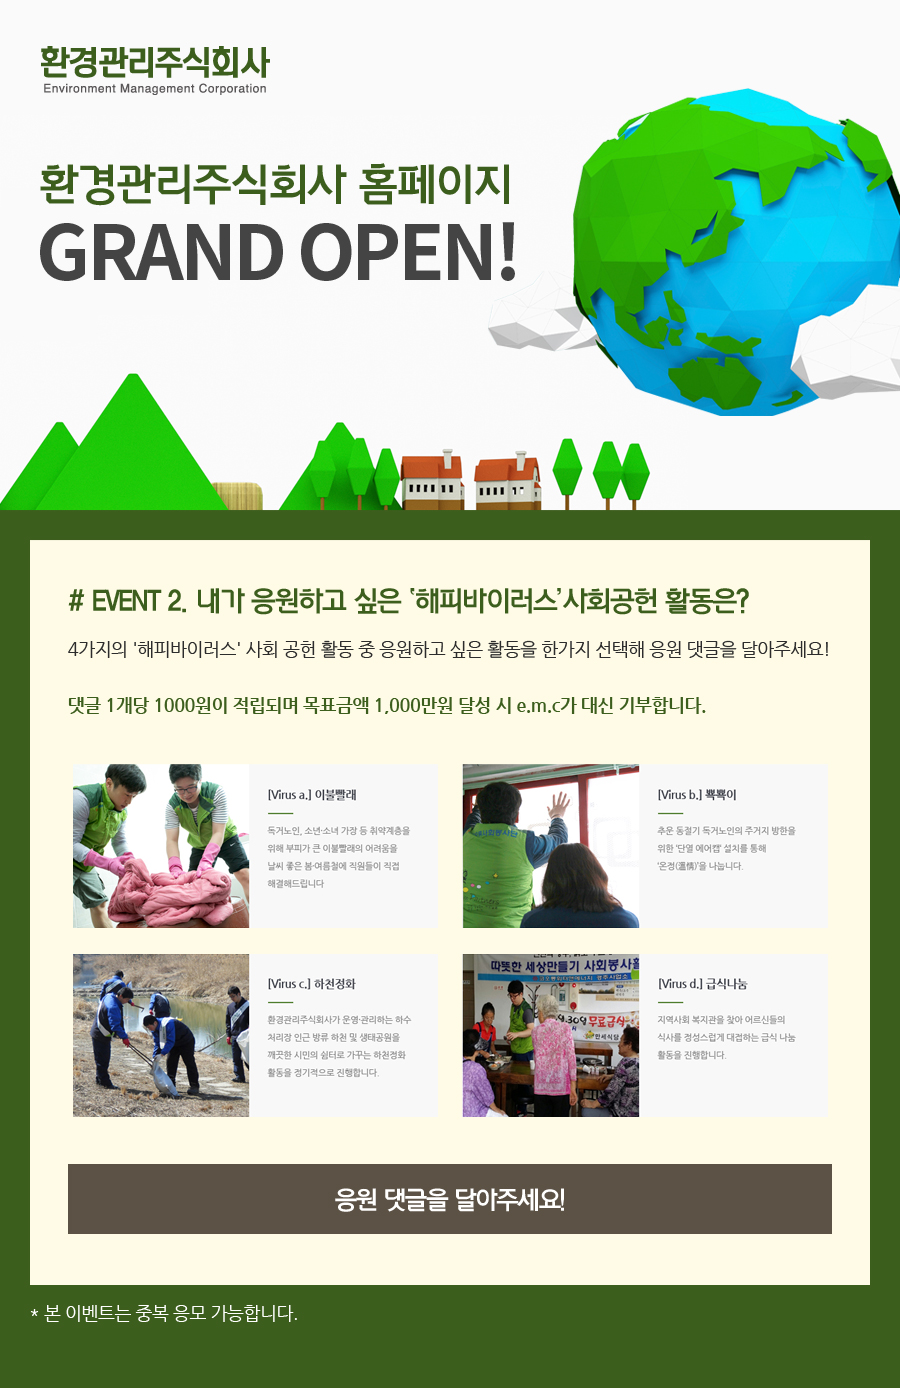 환경관리주식회사
Environment Management Corporation
환경관리주식회사 홈페이지
GRAND OPEN!
# EVENT 2. 내가 응원하고 싶은 '해피바이러스'사회공헌 활동은?
4가지의 '해피바이러스' 사회 공헌 활동 중 응원하고 싶은 활동을 한가지 선택해 응원 댓글을 달아주세요!
댓글 1개당 1000원이 적립되며 목표금액 1,000만원 달성 시 e.m.c가 대신 기부합니다.
[Virus a.] 이불빨래
독거노인, 소년·소녀 가장 등 취약계층을
위해 부피가 큰 이불빨래의 어려움을
날씨 좋은 봄·여름철에 직원들이 직접
해결해드립니다
[Virus b.] 뾱뾱이
추운 동절기 독거노인의 주거지 방한을
위한 '단열 에어캡' 설치를 통해
'온정(溫情)'을 나눕니다.
[Virus c.] 하천정화
환경관리주식회사가 운영·관리하는 하수
처리장 인근 방류 하천 및 생태공원을
깨끗한 시민의 쉼터로 가꾸는 하천정화
활동을 정기적으로 진행합니다.
따뜻한 세상만들기 사회봉사활
무료급식
[Virus d.] 급식나눔
지역사회 복지관을 찾아 어르신들의
식사를 정성스럽게 대접하는 급식 나눔
활동을 진행합니다.
응원 댓글을 달아주세요!
* 본 이벤트는 중복 응모 가능합니다.